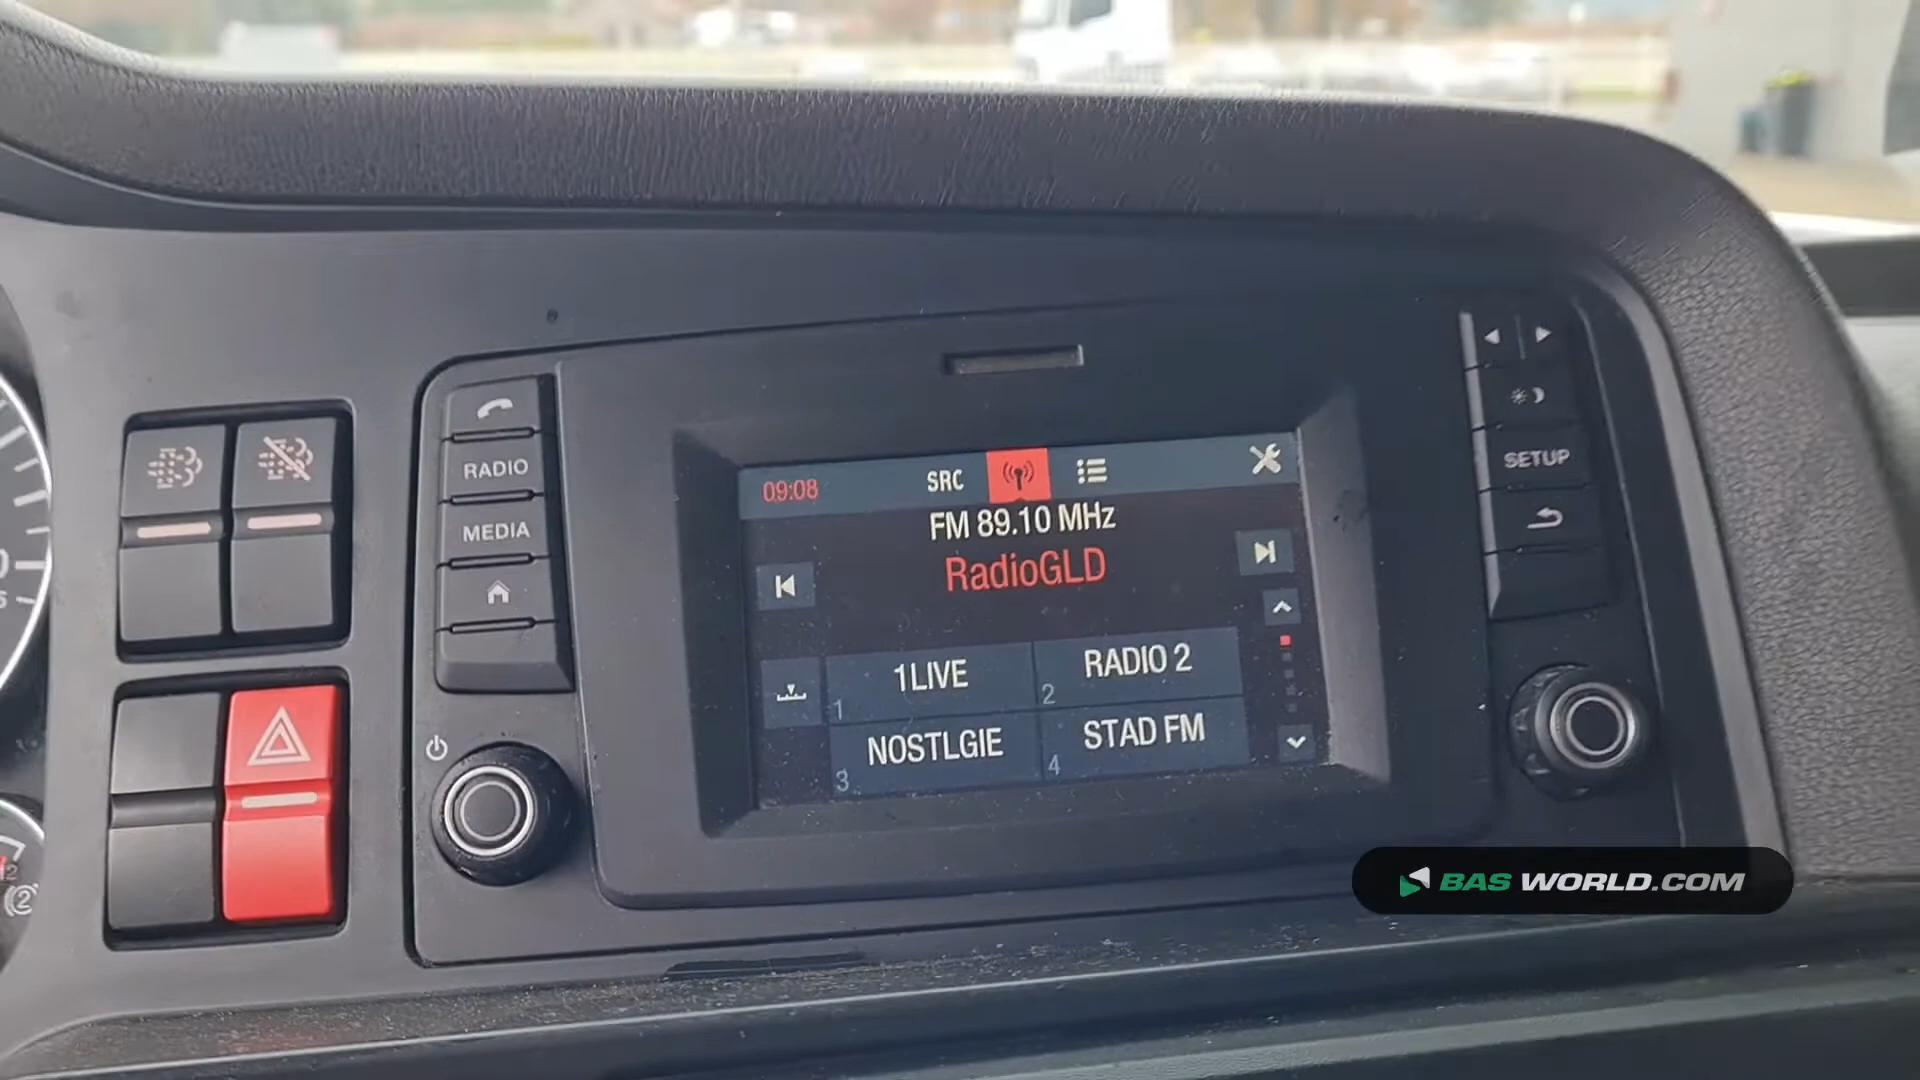 RADIO
MEDIA
09:08
SRC
FM 89.10 MHz
RadioGLD
1LIVE
1
RADIO 2
2
NOSTLGIE
3
STAD FM
4
SETUP
BAS WORLD.COM